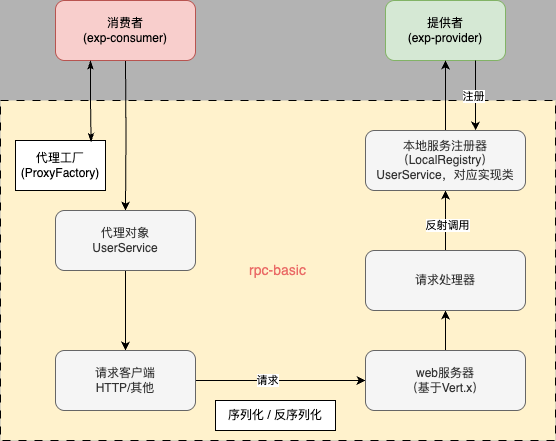 消费者
(exp-consumer)
提供者
(exp-provider)
注册
代理工厂
(ProxyFactory)
本地服务注册器
(LocalRegistry)
UserService，对应实现类
代理对象
UserService
反射调用
rpc-basic
请求处理器
请求客户端
HTTP/其他
请求
web服务器
(基于Vert.x)
序列化 / 反序列化